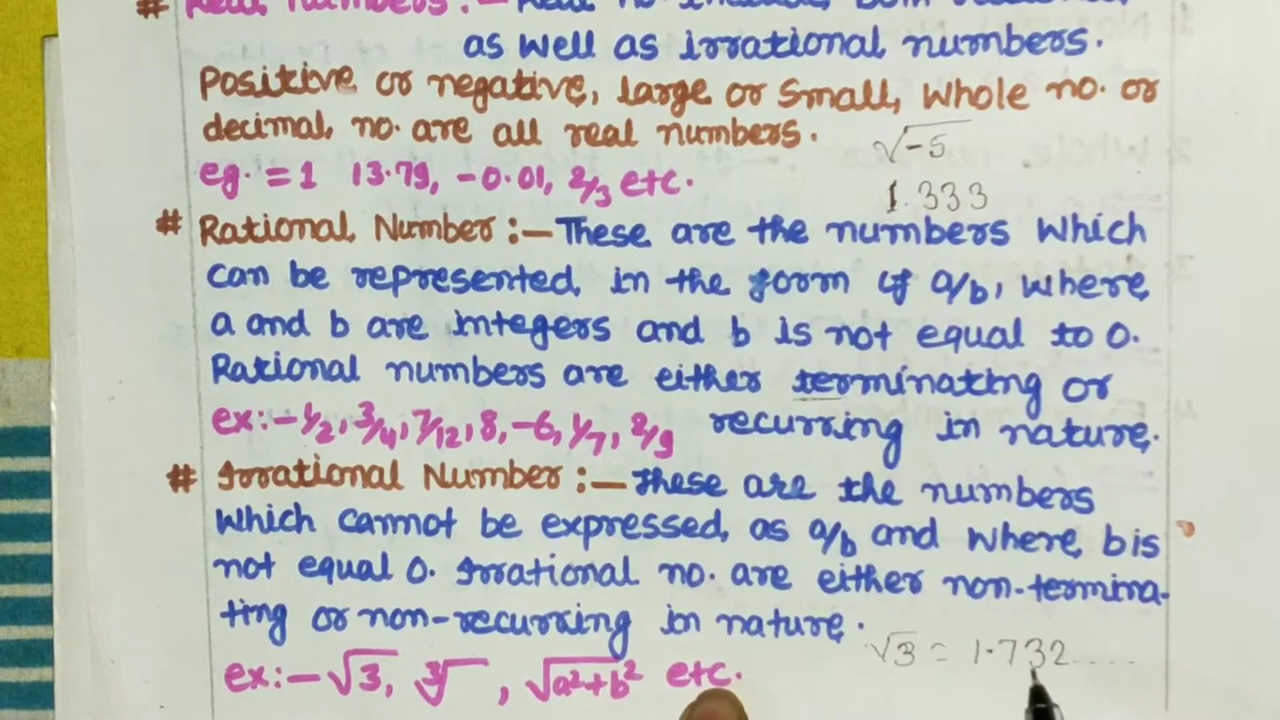 # Real numbers :- Real no. include both
as well as irrational numbers.
Positive or negative, large or small, Whole no. or
decimal no. are all real numbers.
√-5
eg. = 1 13.79, -0.01, 2/3 etc.
1.333
# Rational Number :- These are the numbers which
can be represented in the form of a/b, where
a and b are integers and b is not equal to 0.
Rational numbers are either terminating or
ex:- 1/2, 3/4, 7/12, 8, -6, 1/7, 2/9 recurring in nature.
# Irrational Number :- These are the numbers
which cannot be expressed as a/b and where b is
not equal 0. Irrational no. are either non-termina-
ting or non-recurring in nature.
√3 = 1.732....
ex:- √3, ∛ , √a²+b² etc.